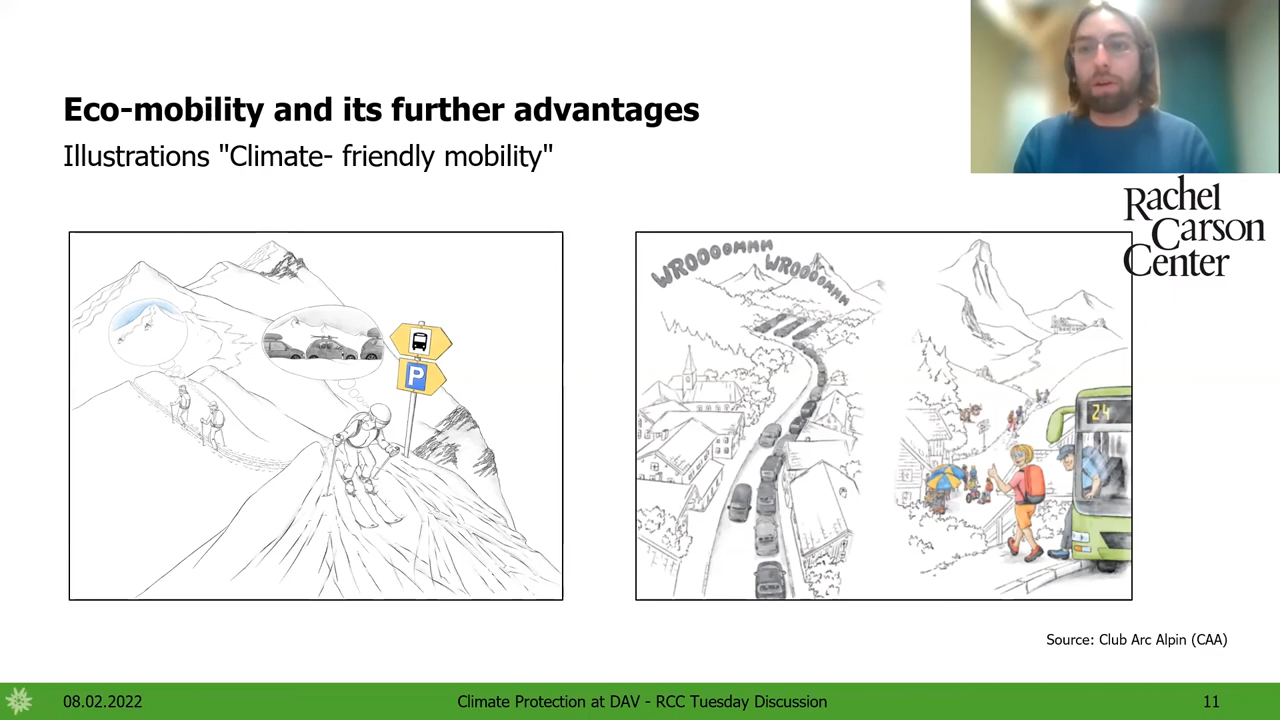 Eco-mobility and its further advantages
Illustrations "Climate- friendly mobility"
Rachel
Carson
Center
P
WROOOOMMM
WROOOOMMM
24
Source: Club Arc Alpin (CAA)
08.02.2022
Climate Protection at DAV - RCC Tuesday Discussion
11